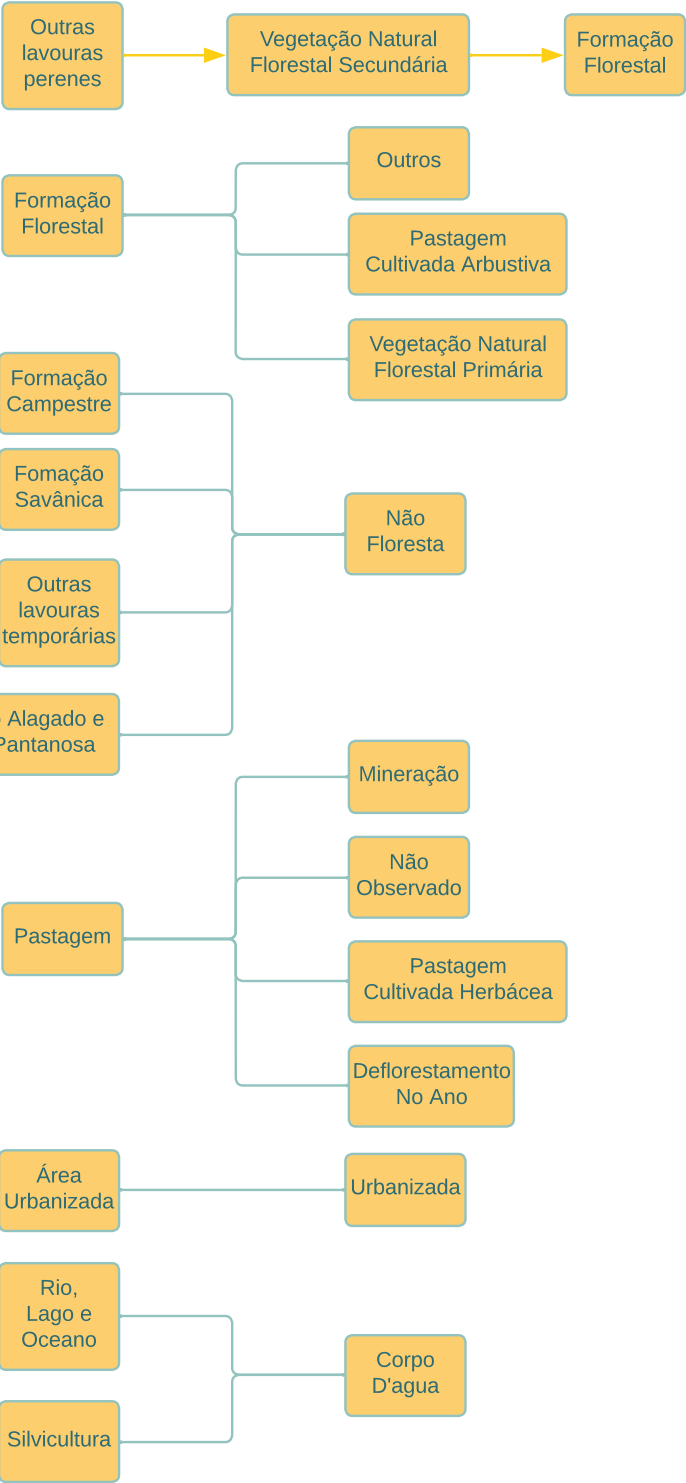 Outras
lavouras
perenes
Vegetação Natural
Florestal Secundária
Formação
Florestal
Formação
Florestal
Outros
Pastagem
Cultivada Arbustiva
Vegetação Natural
Florestal Primária
Formação
Campestre
Fomação
Savânica
Outras
lavouras
temporárias
Não
Floresta
Alagado e
Pantanosa
Pastagem
Mineração
Não
Observado
Pastagem
Cultivada Herbácea
Deflorestamento
No Ano
Área
Urbanizada
Urbanizada
Rio,
Lago e
Oceano
Silvicultura
Corpo
D'agua